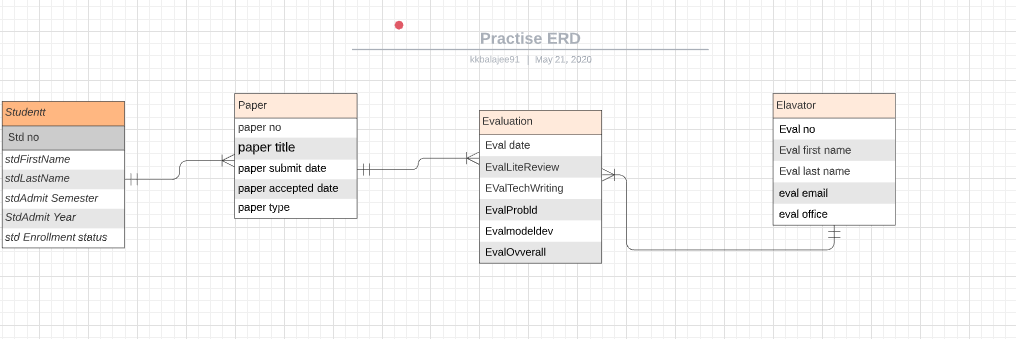 Practise ERD
kkbalajee91 | May 21, 2020
Studentt
Std no
stdFirstName
stdLastName
stdAdmit Semester
StdAdmit Year
std Enrollment status
Paper
paper no
paper title
paper submit date
paper accepted date
paper type
Evaluation
Eval date
EvalLiteReview
EValTechWriting
EvalProbld
Evalmodeldev
EvalOvverall
Elavator
Eval no
Eval first name
Eval last name
eval email
eval office